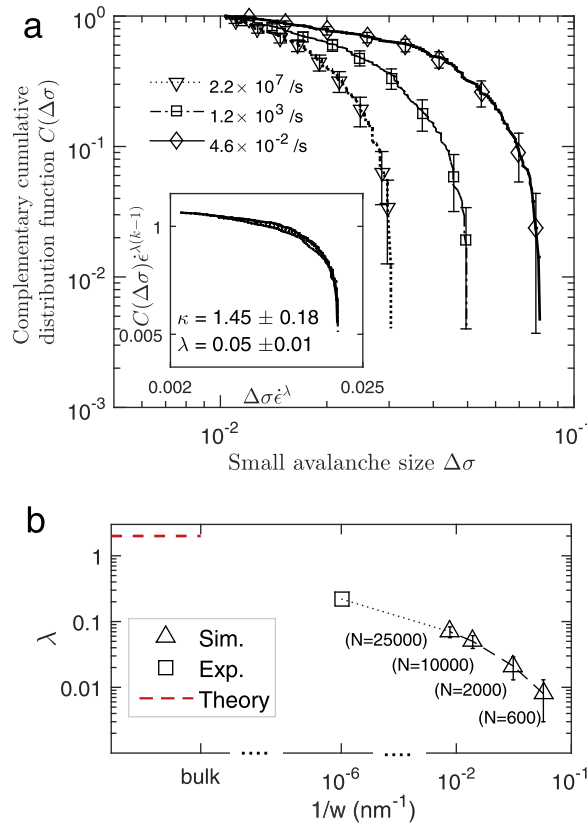 a
10^0
10^-1
10^-2
10^-3
Complementary cumulative
distribution function C(Δσ)
2.2 × 10^7 /s
1.2 × 10^3 /s
4.6 × 10^-2 /s
C(Δσ)ϵ̇^λ(k−1)
1
0.005
κ = 1.45 ± 0.18
λ = 0.05 ±0.01
0.002
0.025
Δσϵ̇^λ
10^-2
10^-1
Small avalanche size Δσ
b
λ
1
0.1
0.01
Sim.
Exp.
Theory
(N=25000)
(N=10000)
(N=2000)
(N=600)
bulk
....
10^-6
....
10^-2
10^-1
1/w (nm^-1)